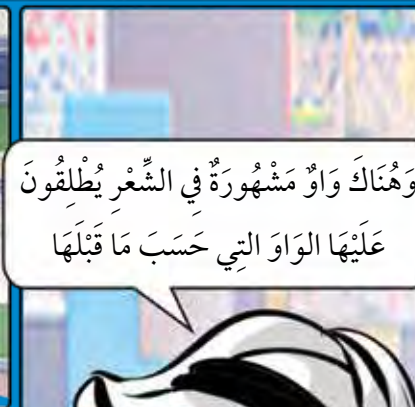 وَهُنَاكَ وَاوٌ مَشْهُورَةٌ فِي الشِّعْرِ يُطْلِقُونَ
عَلَيْهَا الوَاوَ التِي حَسَبَ مَا قَبْلَهَا